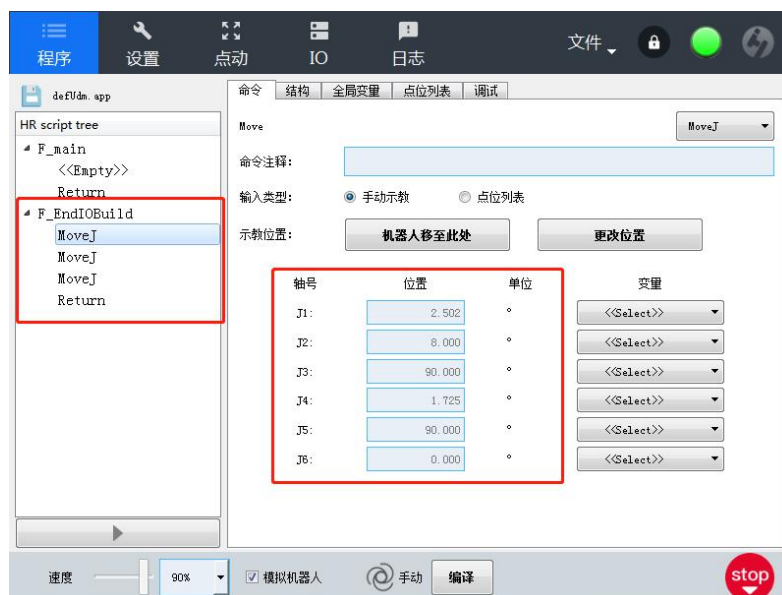 程序 设置 点动 IO 日志 文件
defUdm.app
命令 结构 全局变量 点位列表 调试
HR script tree
F_main
<<Empty>>
Return
F_EndIOBuild
MoveJ
MoveJ
MoveJ
Return
Move MoveJ
命令注释:
输入类型: 手动示教 点位列表
示教位置: 机器人移至此处 更改位置
轴号 位置 单位 变量
J1: 2.502 ° <<Select>>
J2: 8.000 ° <<Select>>
J3: 90.000 ° <<Select>>
J4: 1.725 ° <<Select>>
J5: 90.000 ° <<Select>>
J6: 0.000 ° <<Select>>
速度 90% 模拟机器人 手动 编译 stop